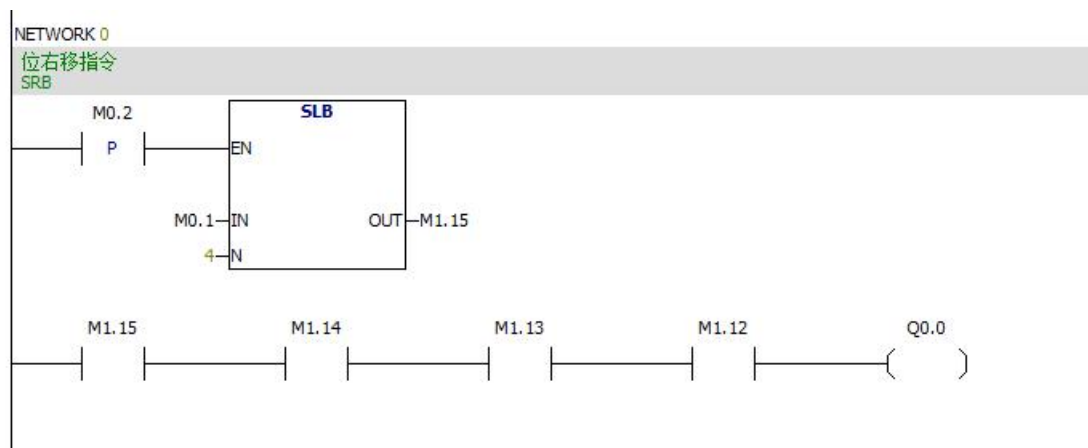 NETWORK 0
位右移指令
SRB
M0.2
SLB
P
EN
M0.1 IN OUT M1.15
4 N
M1.15 M1.14 M1.13 M1.12 Q0.0